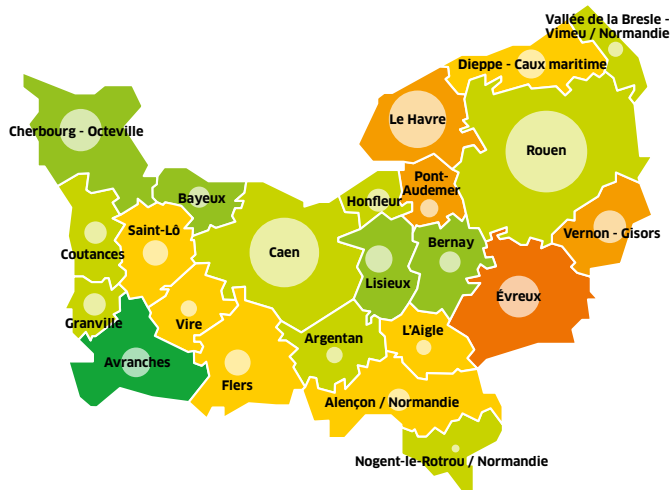 Vallée de la Bresle -
Vimeu / Normandie
Dieppe - Caux maritime
Le Havre
Cherbourg - Octeville
Rouen
Pont-
Audemer
Bayeux
Honfleur
Saint-Lô
Vernon - Gisors
Bernay
Coutances
Caen
Lisieux
Évreux
Granville
Vire
Argentan
L'Aigle
Avranches
Flers
Alençon / Normandie
Nogent-le-Rotrou / Normandie